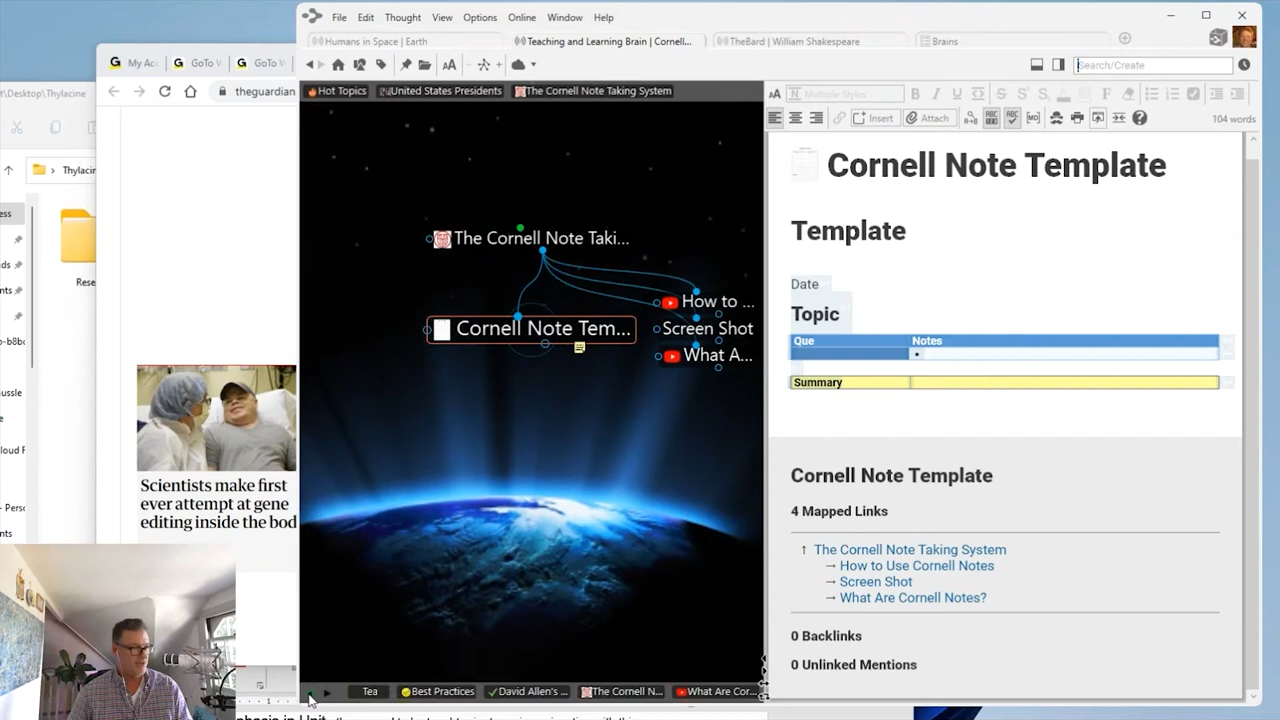 File Edit Thought View Options Online Window Help
Humans in Space | Earth
Teaching and Learning Brain | Cornell...
TheBard | William Shakespeare
Brains
Search/Create
Hot Topics
United States Presidents
The Cornell Note Taking System
The Cornell Note Taki...
Cornell Note Tem...
How to ...
Screen Shot
What A...
Tea
Best Practices
David Allen's ...
The Cornell N...
What Are Cor...
Multiple Styles
Insert
Attach
104 words
Cornell Note Template
Template
Date
Topic
Que Notes
•
Summary
Cornell Note Template
4 Mapped Links
↑ The Cornell Note Taking System
→ How to Use Cornell Notes
→ Screen Shot
→ What Are Cornell Notes?
0 Backlinks
0 Unlinked Mentions
My Ac
GoTo W
GoTo W
theguardian
t\Desktop\Thylacine
Thylacin
Rese
Scientists make first
ever attempt at gene
editing inside the bod